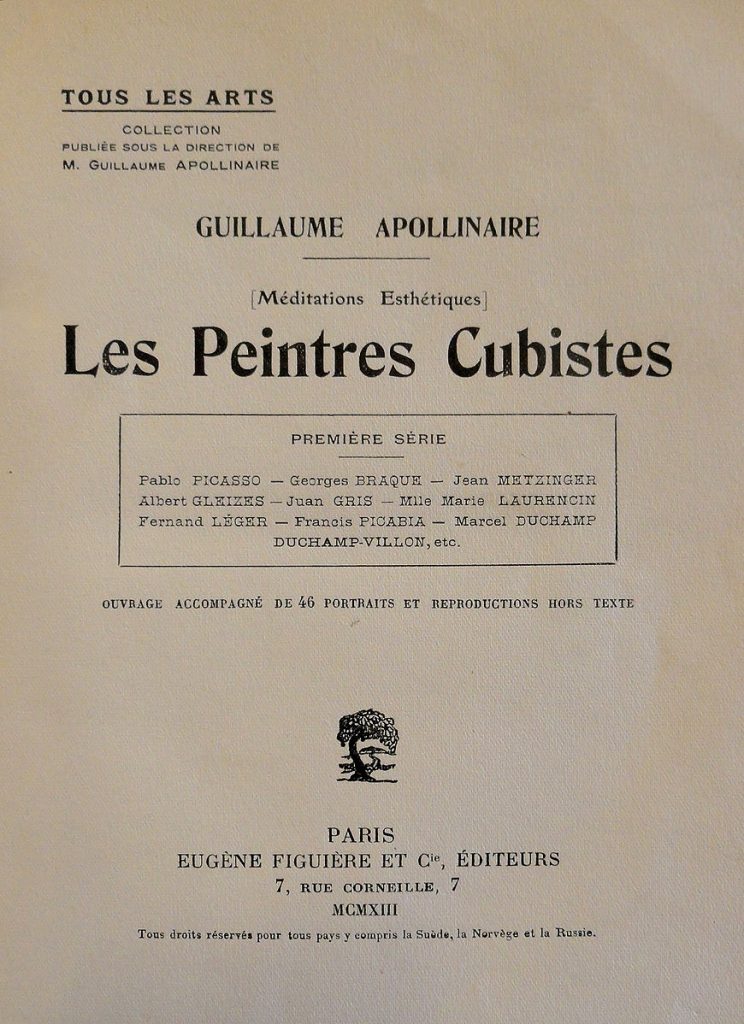 TOUS LES ARTS
COLLECTION
PUBLIÉE SOUS LA DIRECTION DE
M. GUILLAUME APOLLINAIRE
GUILLAUME APOLLINAIRE
[Méditations Esthétiques]
Les Peintres Cubistes
PREMIÈRE SÉRIE
Pablo PICASSO — Georges BRAQUE — Jean METZINGER
Albert GLEIZES — Juan GRIS — Mlle Marie LAURENCIN
Fernand LÉGER — Francis PICABIA — Marcel DUCHAMP
DUCHAMP-VILLON, etc.
OUVRAGE ACCOMPAGNÉ DE 46 PORTRAITS ET REPRODUCTIONS HORS TEXTE
PARIS
EUGÈNE FIGUIÈRE ET Cie, ÉDITEURS
7, RUE CORNEILLE, 7
MCMXIII
Tous droits réservés pour tous pays y compris la Suède, la Norvège et la Russie.